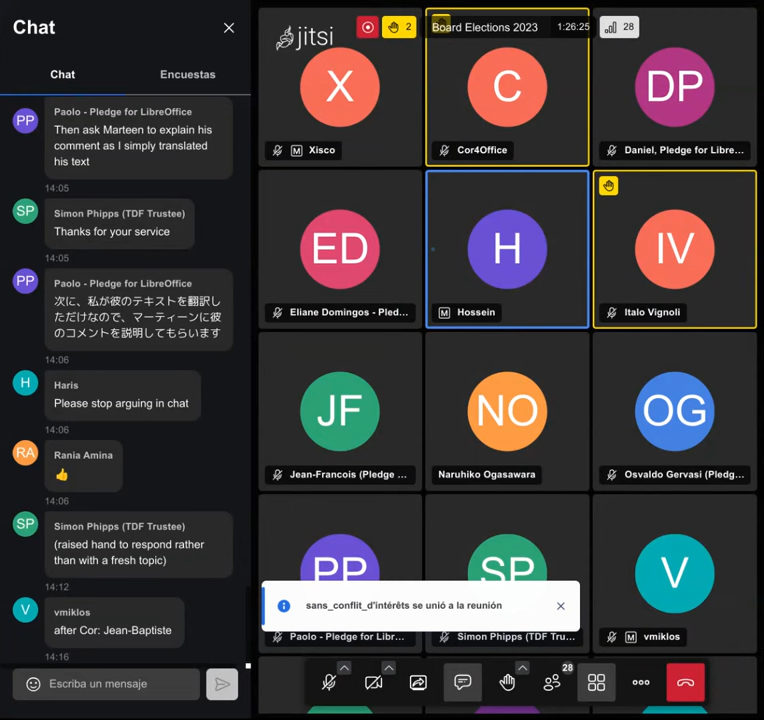 Chat
Chat
Encuestas
PP
Paolo - Pledge for LibreOffice
Then ask Marteen to explain his
comment as I simply translated
his text
14:05
SP
Simon Phipps (TDF Trustee)
Thanks for your service
14:05
PP
Paolo - Pledge for LibreOffice
次に、私が彼のテキストを翻訳し
ただけなので、マーティーンに彼
のコメントを説明してもらいます
14:06
H
Haris
Please stop arguing in chat
14:06
RA
Rania Amina
👍
14:06
SP
Simon Phipps (TDF Trustee)
(raised hand to respond rather
than with a fresh topic)
14:12
V
vmiklos
after Cor: Jean-Baptiste
14:16
Escriba un mensaje
jitsi
2
Board Elections 2023
1:26:25
28
X
M Xisco
C
Cor4Office
DP
Daniel, Pledge for Libre...
ED
Eliane Domingos - Pled...
H
M Hossein
IV
Italo Vignoli
JF
Jean-Francois (Pledge ...
NO
Naruhiko Ogasawara
OG
Osvaldo Gervasi (Pledg...
PP
Paolo - Pledge for Libr...
SP
Simon Phipps (TDF Tru...
V
M vmiklos
sans_conflit_d'intérêts se unió a la reunión
28